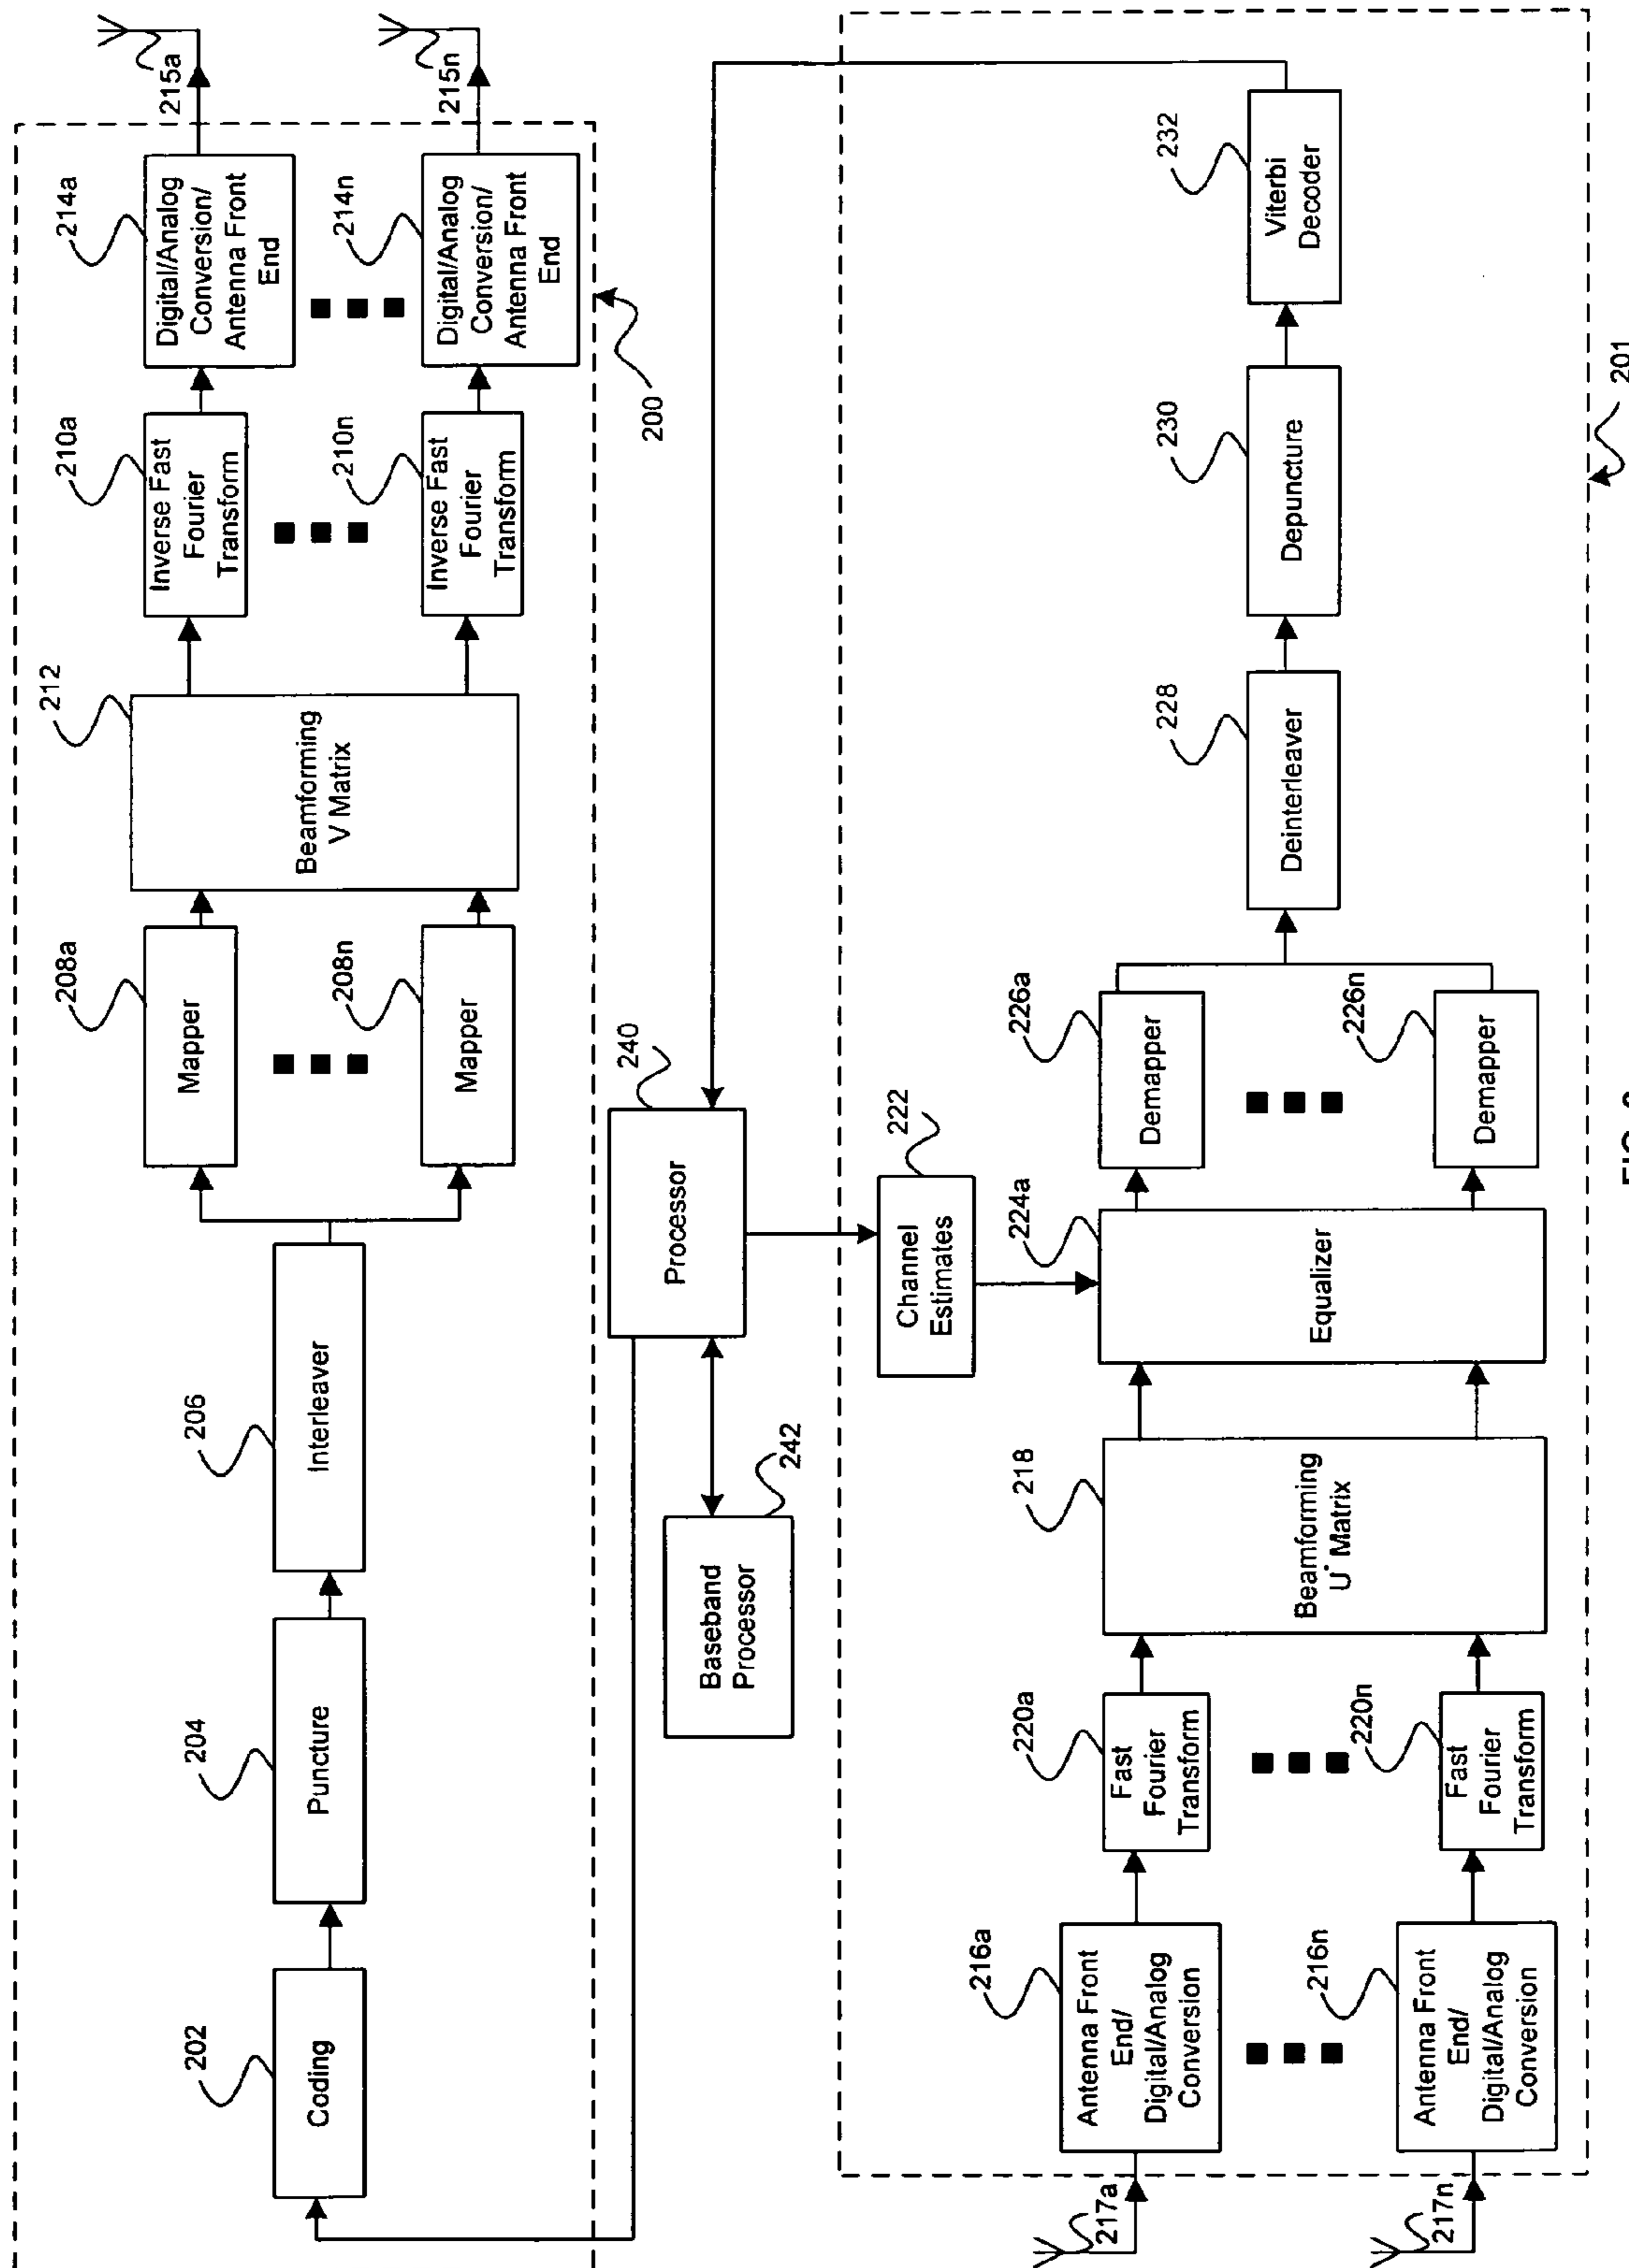 202
Coding
204
Puncture
206
Interleaver
208a
Mapper
208n
Mapper
212
Beamforming
V Matrix
210a
Inverse Fast
Fourier
Transform
210n
Inverse Fast
Fourier
Transform
214a
Digital/Analog
Conversion/
Antenna Front
End
214n
Digital/Analog
Conversion/
Antenna Front
End
215a
215n
200
242
Baseband
Processor
240
Processor
222
Channel
Estimates
217a
217n
216a
Antenna Front
End/
Digital/Analog
Conversion
216n
Antenna Front
End/
Digital/Analog
Conversion
220a
Fast
Fourier
Transform
220n
Fast
Fourier
Transform
218
Beamforming
U* Matrix
224a
Equalizer
226a
Demapper
226n
Demapper
228
Deinterleaver
230
Depuncture
232
Viterbi
Decoder
201